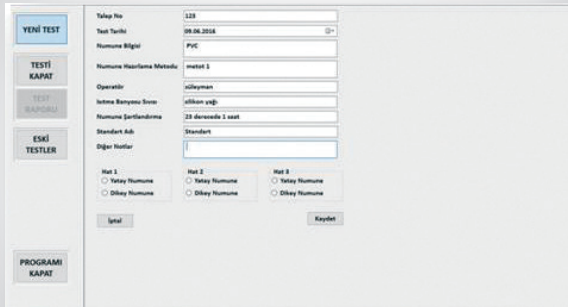 YENİ TEST
TESTİ
KAPAT
TEST
RAPORU
ESKİ
TESTLER
PROGRAMI
KAPAT
Talep No 123
Test Tarihi 09.06.2016
Numune Bilgisi PVC
Numune Hazırlama Metodu metot 1
Operatör süleyman
Isıtma Banyosu Sıvısı silikon yağı
Numune Şartlandırma 23 derecede 1 saat
Standart Adı Standart
Diğer Notlar
Hat 1 Hat 2 Hat 3
Yatay Numune Yatay Numune Yatay Numune
Dikey Numune Dikey Numune Dikey Numune
İptal Kaydet